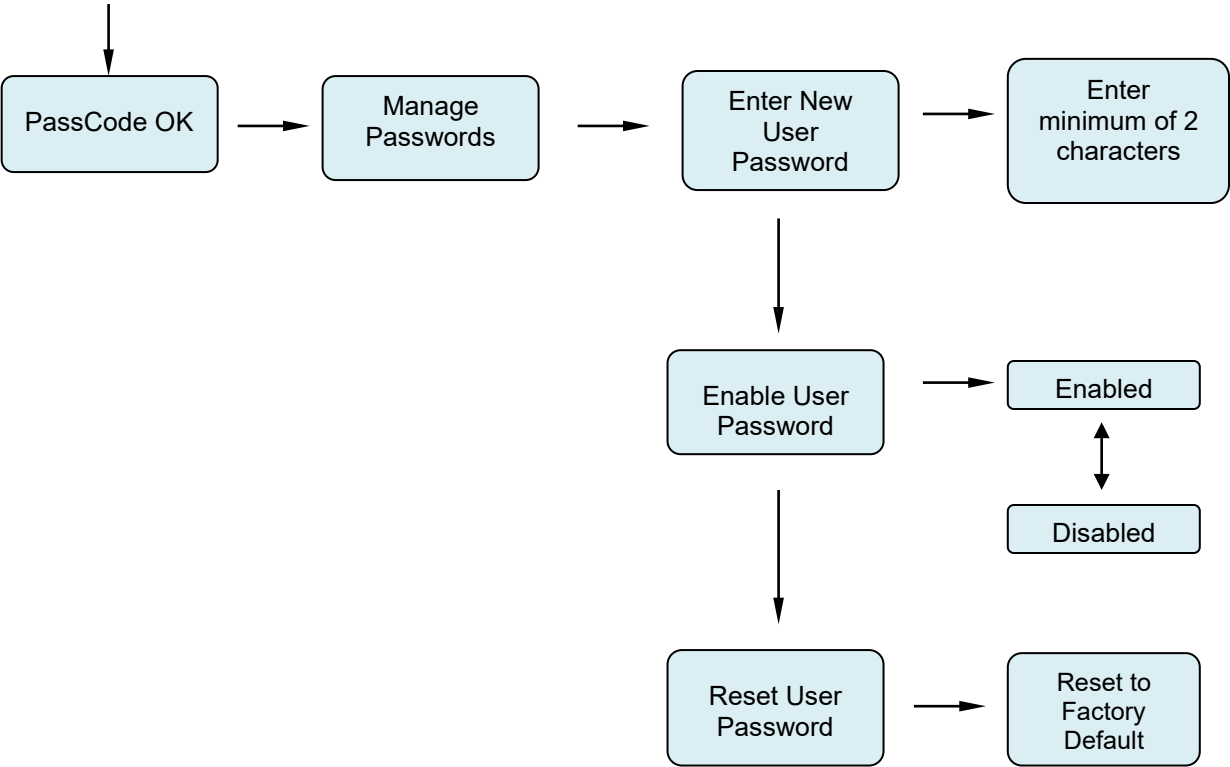 PassCode OK
Manage
Passwords
Enter New
User
Password
Enter
minimum of 2
characters
Enable User
Password
Enabled
Disabled
Reset User
Password
Reset to
Factory
Default